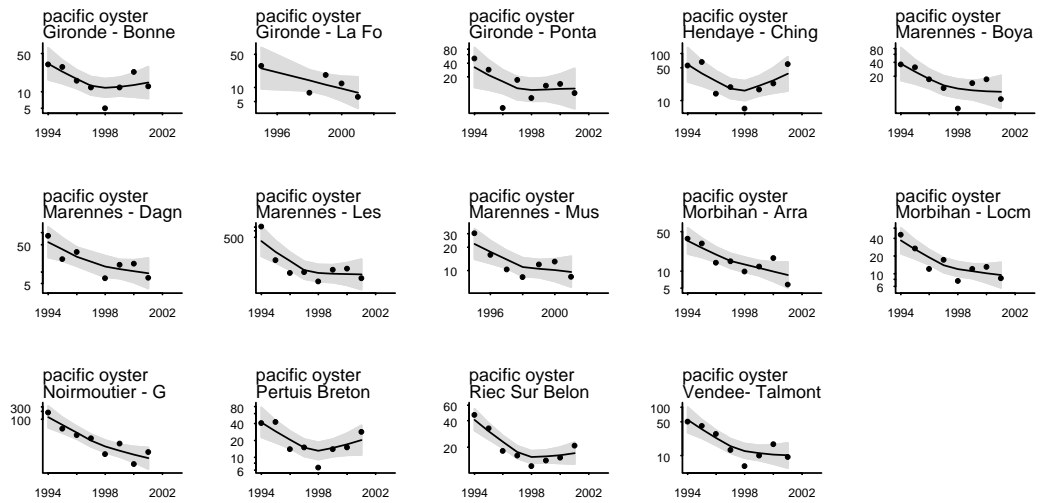 pacific oyster
Gironde - Bonne
50
10
5
1994
1998
2002
pacific oyster
Gironde - La Fo
50
10
5
1996
2000
pacific oyster
Gironde - Ponta
80
40
20
1994
1998
2002
pacific oyster
Hendaye - Ching
100
50
10
1994
1998
2002
pacific oyster
Marennes - Boya
80
40
20
1994
1998
2002
pacific oyster
Marennes - Dagn
50
5
1994
1998
2002
pacific oyster
Marennes - Les
500
1994
1998
2002
pacific oyster
Marennes - Mus
30
20
10
1996
2000
pacific oyster
Morbihan - Arra
50
10
5
1994
1998
2002
pacific oyster
Morbihan - Locm
40
20
10
6
1994
1998
2002
pacific oyster
Noirmoutier - G
300
100
1994
1998
2002
pacific oyster
Pertuis Breton
80
40
20
10
6
1994
1998
2002
pacific oyster
Riec Sur Belon
60
40
20
1994
1998
2002
pacific oyster
Vendee- Talmont
100
50
10
1994
1998
2002